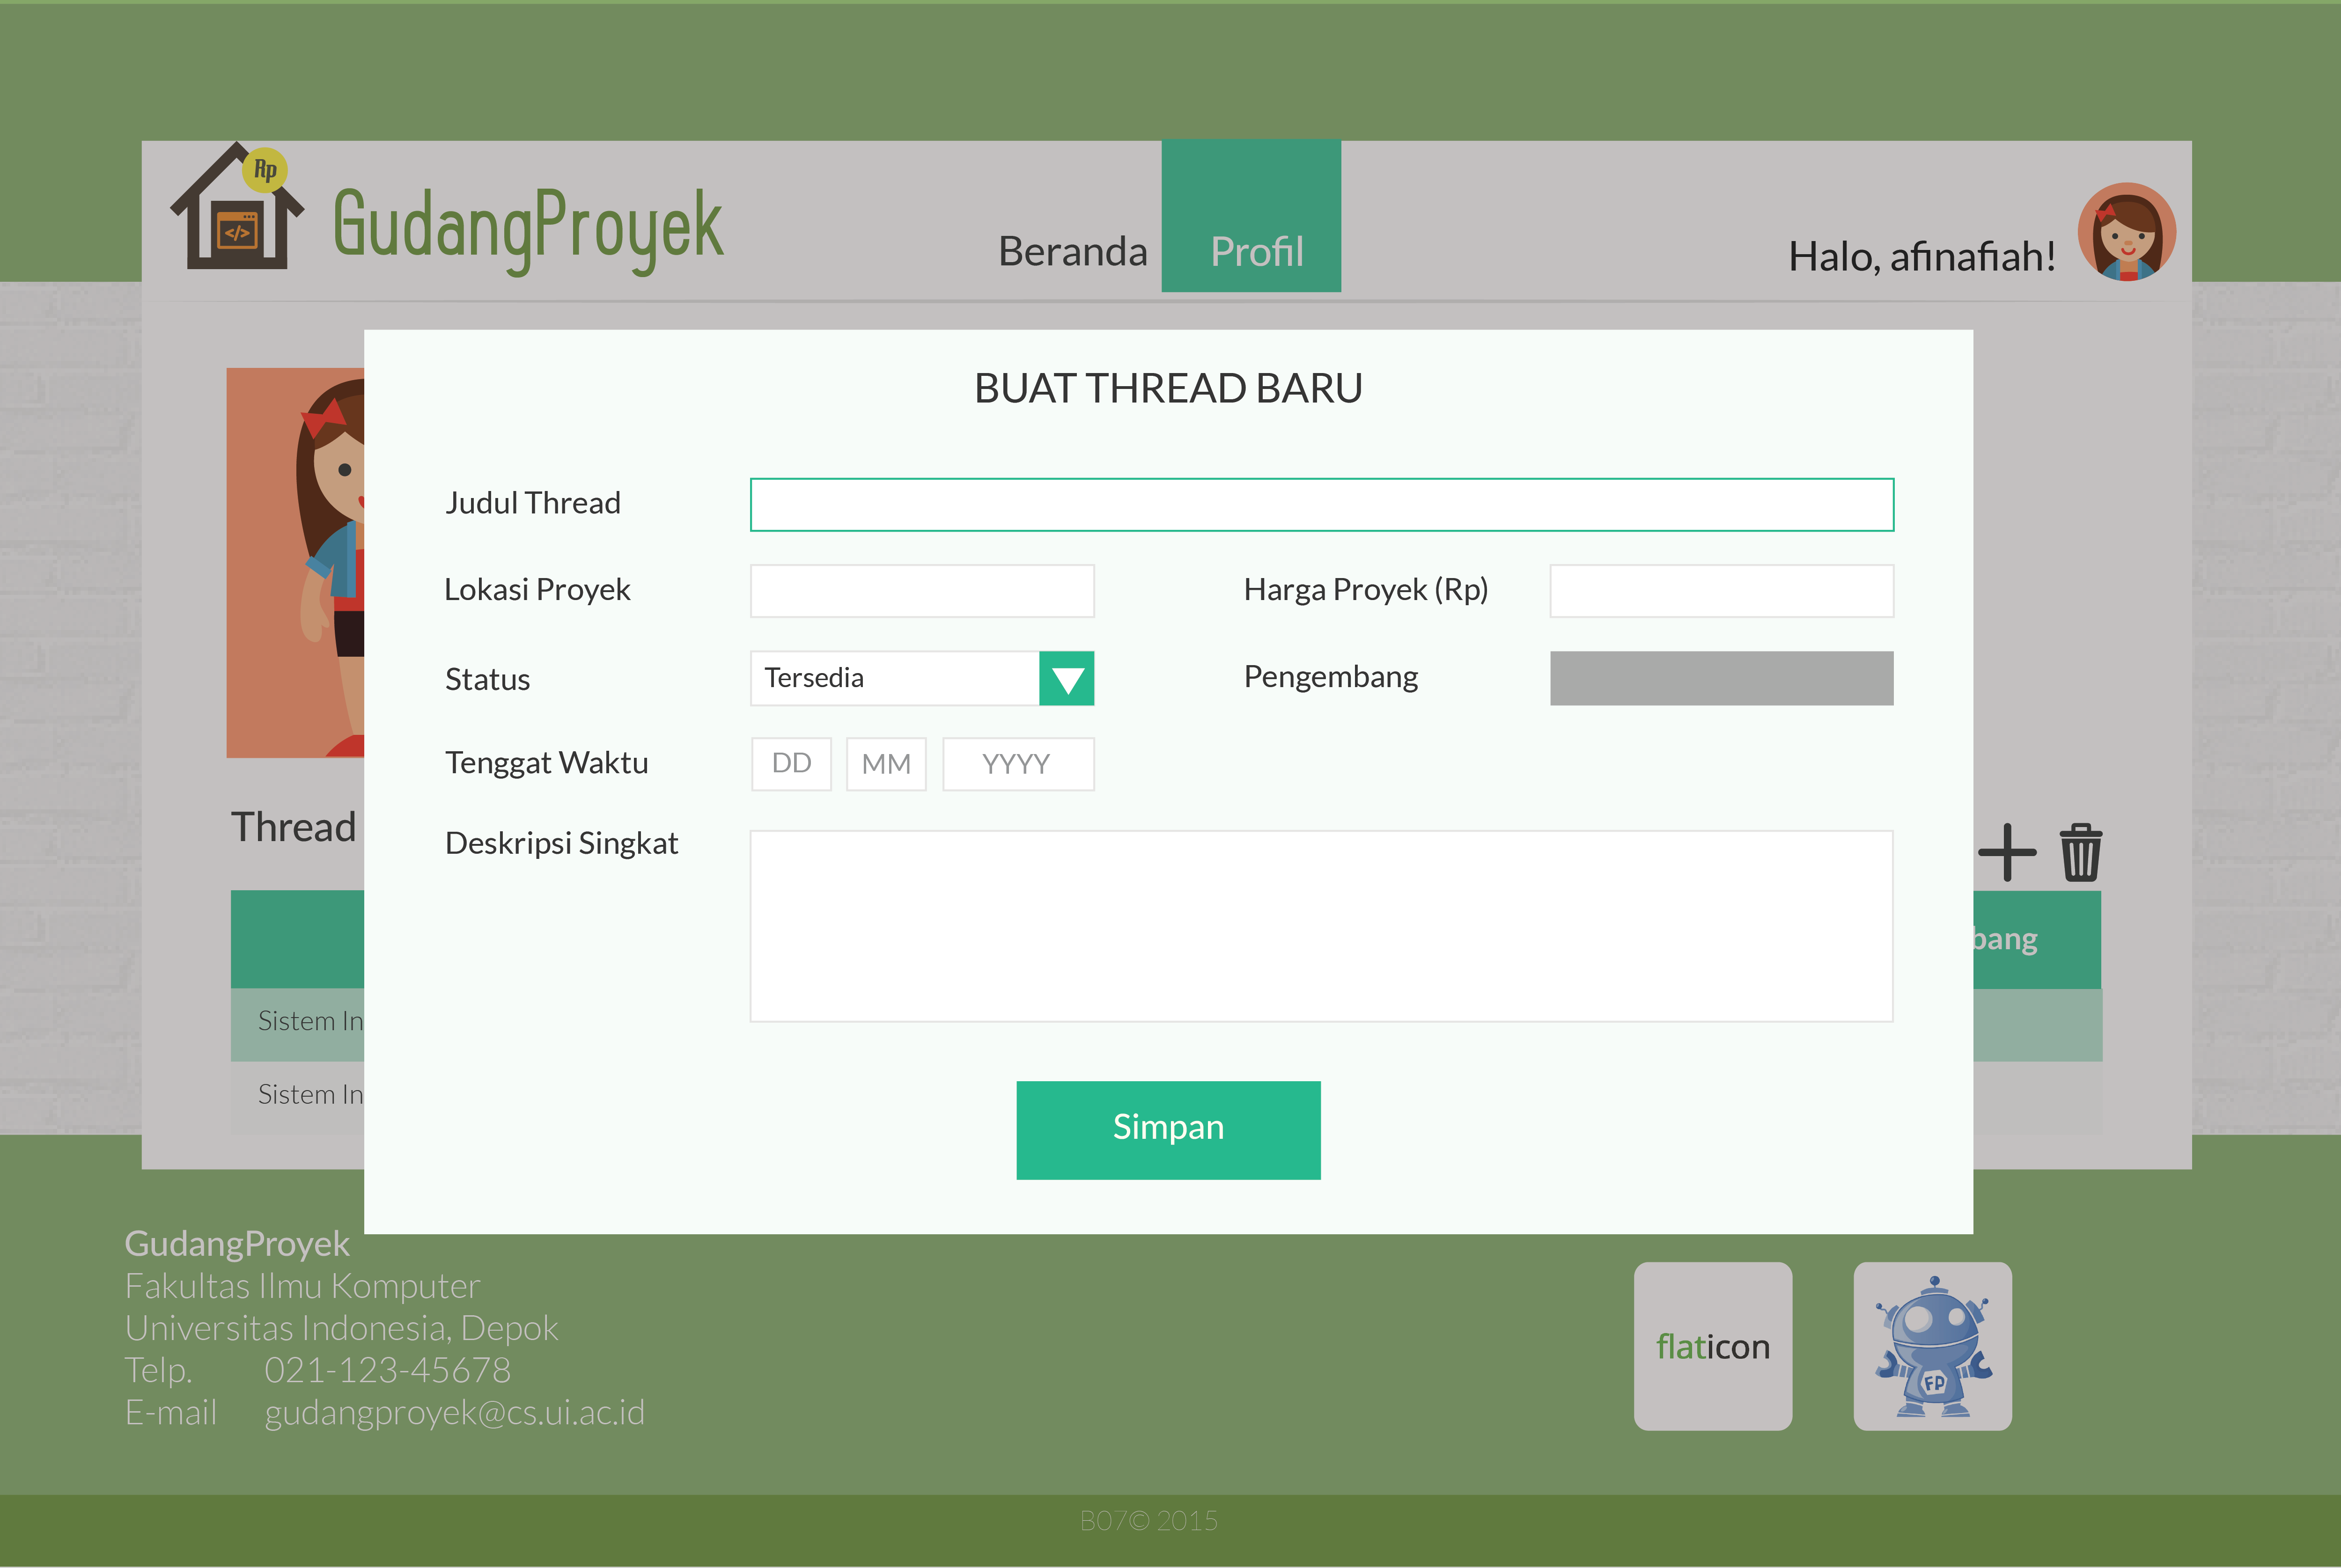 Rp
</>
GudangProyek
Beranda
Profil
Halo, afinafiah!
BUAT THREAD BARU
Judul Thread
Lokasi Proyek
Harga Proyek (Rp)
Status
Tersedia
Pengembang
Tenggat Waktu
DD
MM
YYYY
Deskripsi Singkat
Simpan
Thread
bang
Sistem In
Sistem In
GudangProyek
Fakultas Ilmu Komputer
Universitas Indonesia, Depok
Telp. 021-123-45678
E-mail gudangproyek@cs.ui.ac.id
flaticon
FP
B07© 2015